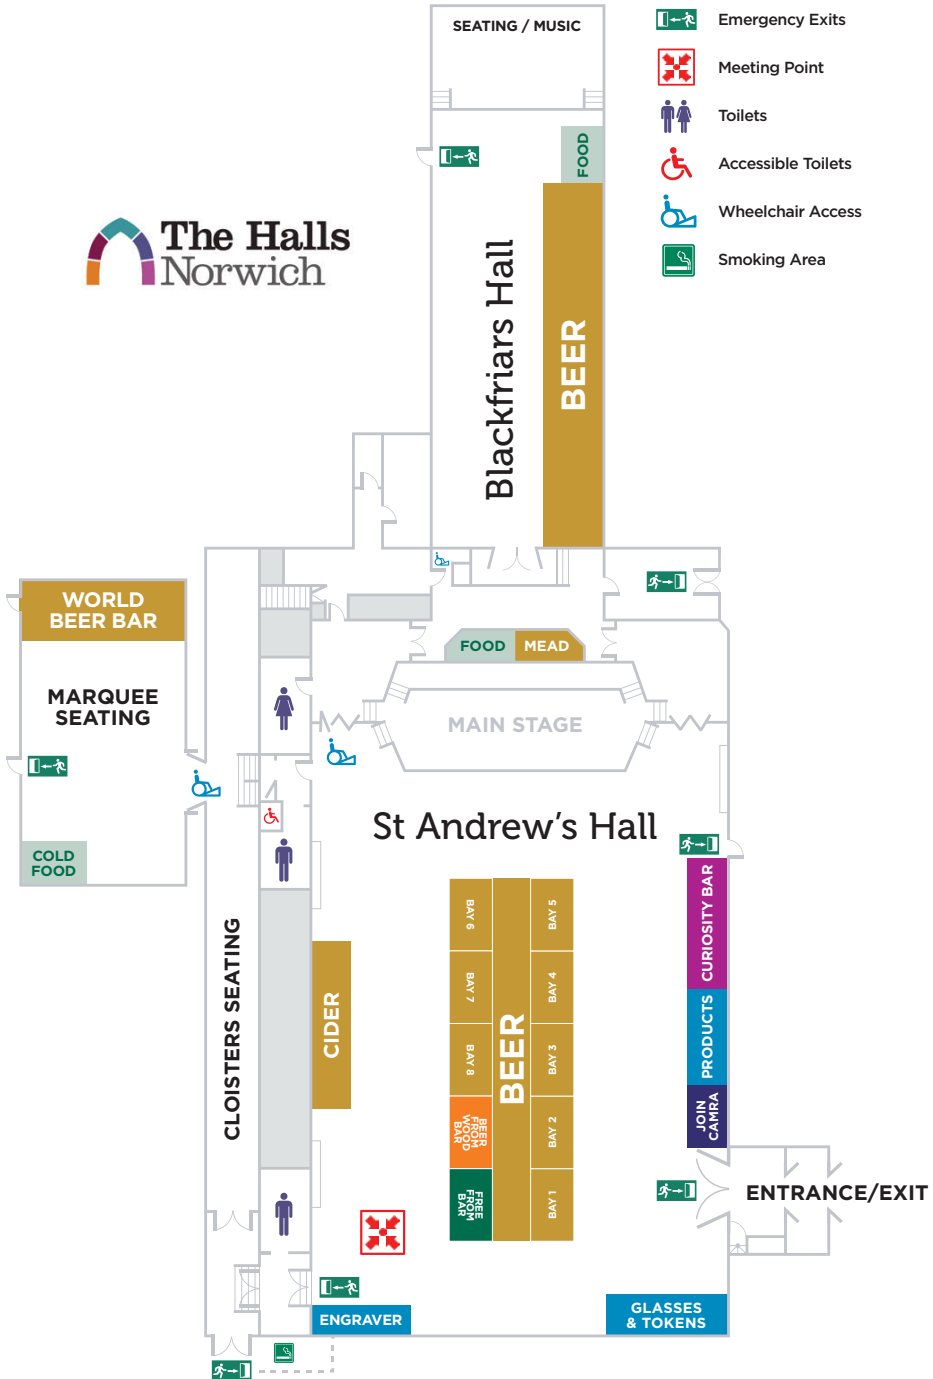 SEATING / MUSIC
Emergency Exits
Meeting Point
Toilets
Accessible Toilets
Wheelchair Access
Smoking Area
The Halls
Norwich
FOOD
Blackfriars Hall
BEER
WORLD
BEER BAR
MARQUEE
SEATING
COLD
FOOD
FOOD
MEAD
MAIN STAGE
St Andrew's Hall
CLOISTERS SEATING
CIDER
BAY 6
BAY 7
BAY 8
BEER
FROM
WOOD
BAR
FREE
FROM
BAR
BEER
BAY 5
BAY 4
BAY 3
BAY 2
BAY 1
CURIOSITY BAR
PRODUCTS
JOIN
CAMRA
ENTRANCE/EXIT
ENGRAVER
GLASSES
& TOKENS